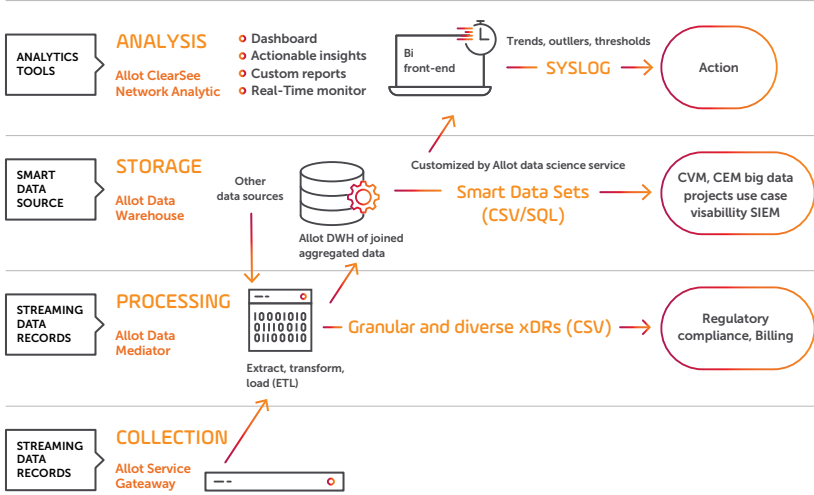 ANALYTICS
TOOLS
ANALYSIS
Allot ClearSee
Network Analytic
Dashboard
Actionable insights
Custom reports
Real-Time monitor
Bi
front-end
Trends, outllers, thresholds
SYSLOG
Action
SMART
DATA
SOURCE
STORAGE
Allot Data
Warehouse
Other
data sources
Allot DWH of joined
aggregated data
Customized by Allot data science service
Smart Data Sets
(CSV/SQL)
CVM, CEM big data
projects use case
visabillity SIEM
STREAMING
DATA
RECORDS
PROCESSING
Allot Data
Mediator
10001010
01110010
01100010
Extract, transform,
load (ETL)
Granular and diverse xDRs (CSV)
Regulatory
compliance, Billing
STREAMING
DATA
RECORDS
COLLECTION
Allot Service
Gateaway